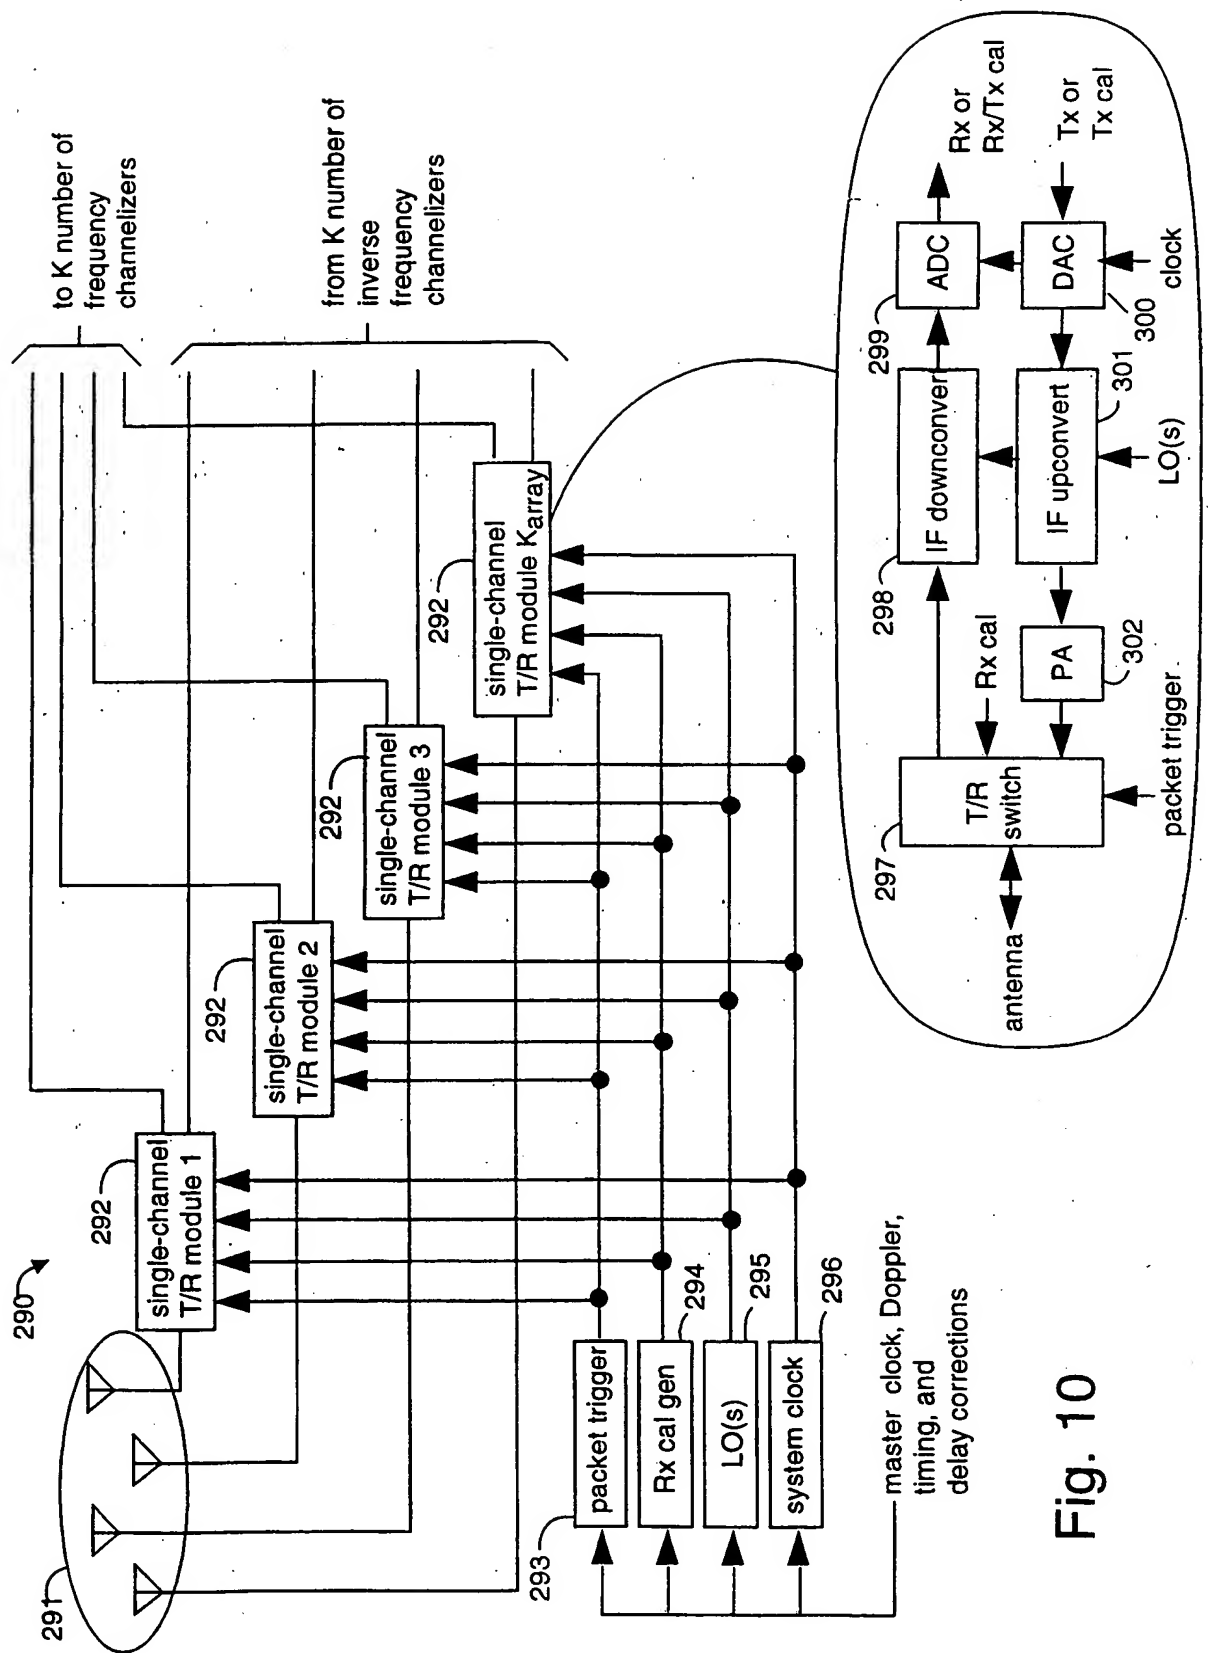 290
291
292
single-channel
T/R module 1
292
single-channel
T/R module 2
292
single-channel
T/R module 3
292
single-channel
T/R module Karray
to K number of
frequency
channelizers
from K number of
inverse
frequency
channelizers
293
packet trigger
Rx cal gen
294
LO(s)
295
system clock
296
master clock, Doppler,
timing, and
delay corrections
antenna
297
T/R
switch
packet trigger
Rx cal
298
IF downconver
299
ADC
Rx or
Rx/Tx cal
PA
302
IF upconvert
301
LO(s)
DAC
300
clock
Tx or
Tx cal
Fig. 10